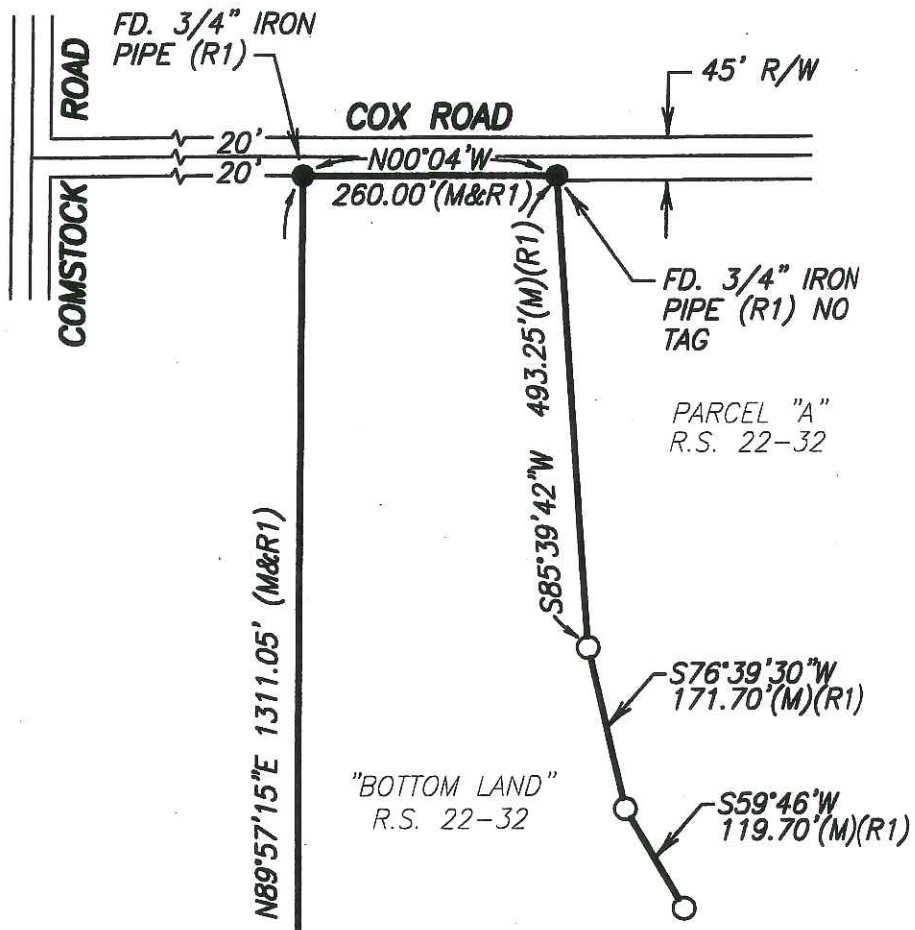 FD. 3/4" IRON
PIPE (R1)
ROAD
COMSTOCK
45' R/W
COX ROAD
20'
20'
N00°04'W
260.00'(M&R1)
FD. 3/4" IRON
PIPE (R1) NO
TAG
S85°39'42"W 493.25'(M)(R1)
PARCEL "A"
R.S. 22-32
N89°57'15"E 1311.05' (M&R1)
S76°39'30"W
171.70'(M)(R1)
"BOTTOM LAND"
R.S. 22-32
S59°46'W
119.70'(M)(R1)